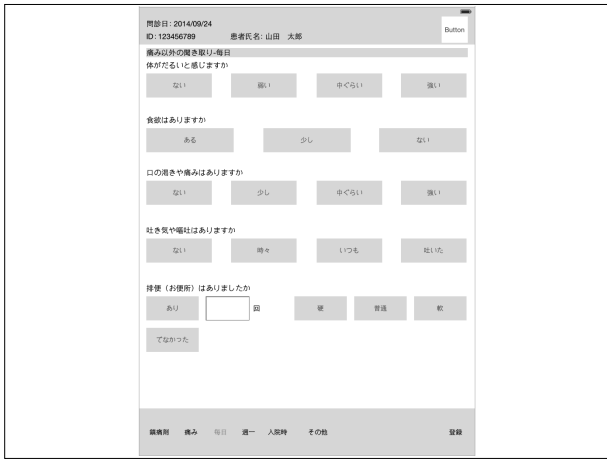 問診日: 2014/09/24
ID: 123456789 患者氏名: 山田 太郎
Button
痛み以外の聞き取り-毎日
体がだるいと感じますか
ない 弱い 中ぐらい 強い
食欲はありますか
ある 少し ない
口の渇きや痛みはありますか
ない 少し 中ぐらい 強い
吐き気や嘔吐はありますか
ない 時々 いつも 吐いた
排便（お便所）はありましたか
あり 回 硬 普通 軟
でなかった
鎮痛剤 痛み 毎日 週一 入院時 その他 登録